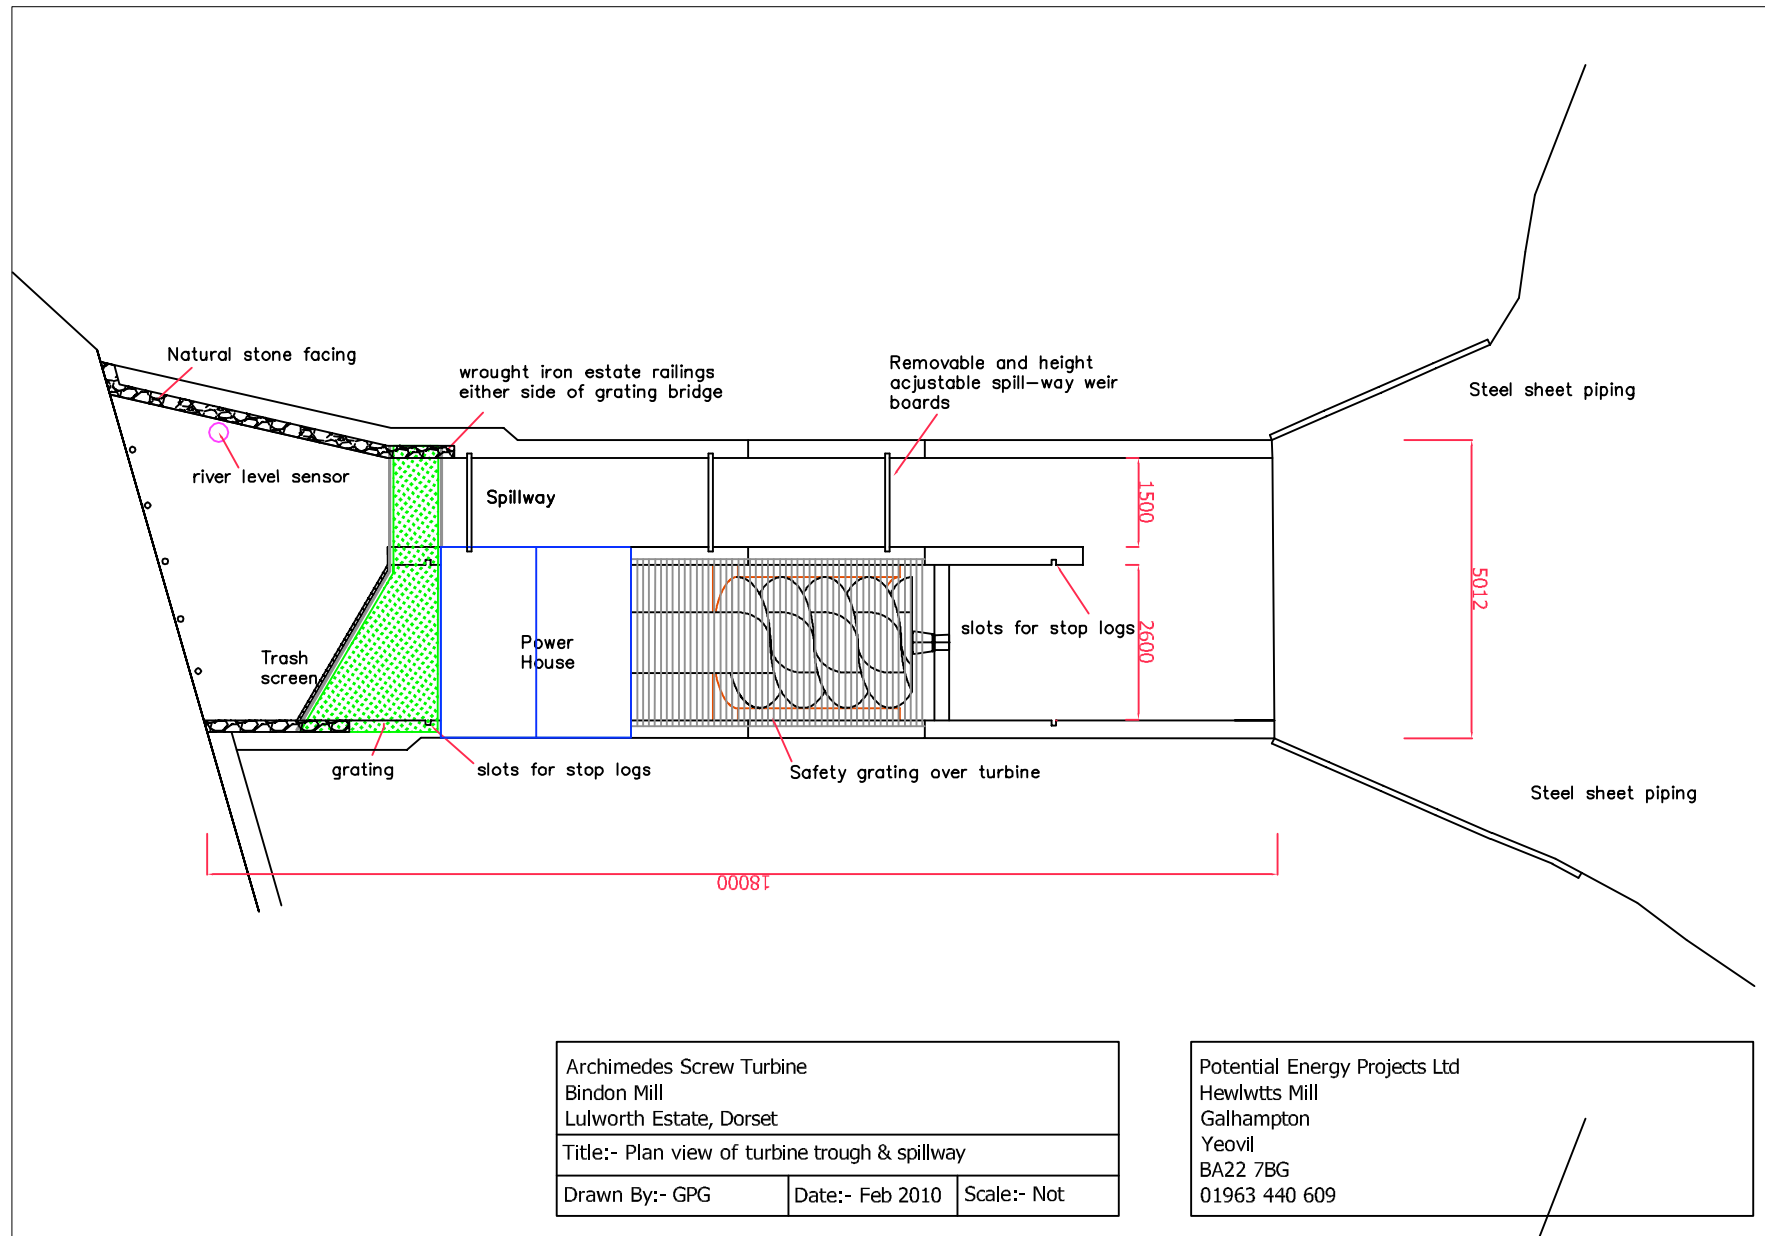 Natural stone facing
wrought iron estate railings
either side of grating bridge
Removable and height
acjustable spill-way weir
boards
Steel sheet piping
river level sensor
Spillway
1500
5012
slots for stop logs
2600
Power
House
Trash
screen
grating
slots for stop logs
Safety grating over turbine
Steel sheet piping
18000
Archimedes Screw Turbine
Bindon Mill
Lulworth Estate, Dorset
Title:- Plan view of turbine trough & spillway
Drawn By:- GPG
Date:- Feb 2010
Scale:- Not
Potential Energy Projects Ltd
Hewlwtts Mill
Galhampton
Yeovil
BA22 7BG
01963 440 609